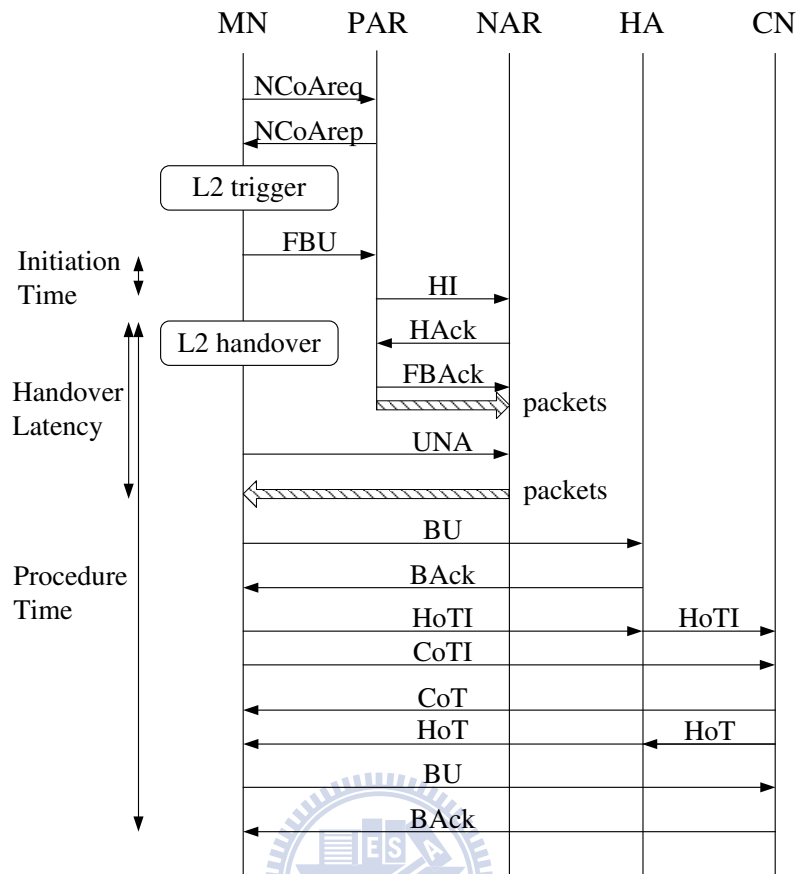 MN PAR NAR HA CN
NCoAreq
NCoArep
L2 trigger
FBU
Initiation
Time
HI
L2 handover
HAck
FBAck
packets
Handover
Latency
UNA
packets
BU
BAck
Procedure
Time
HoTI HoTI
CoTI
CoT
HoT HoT
BU
BAck
ES
A